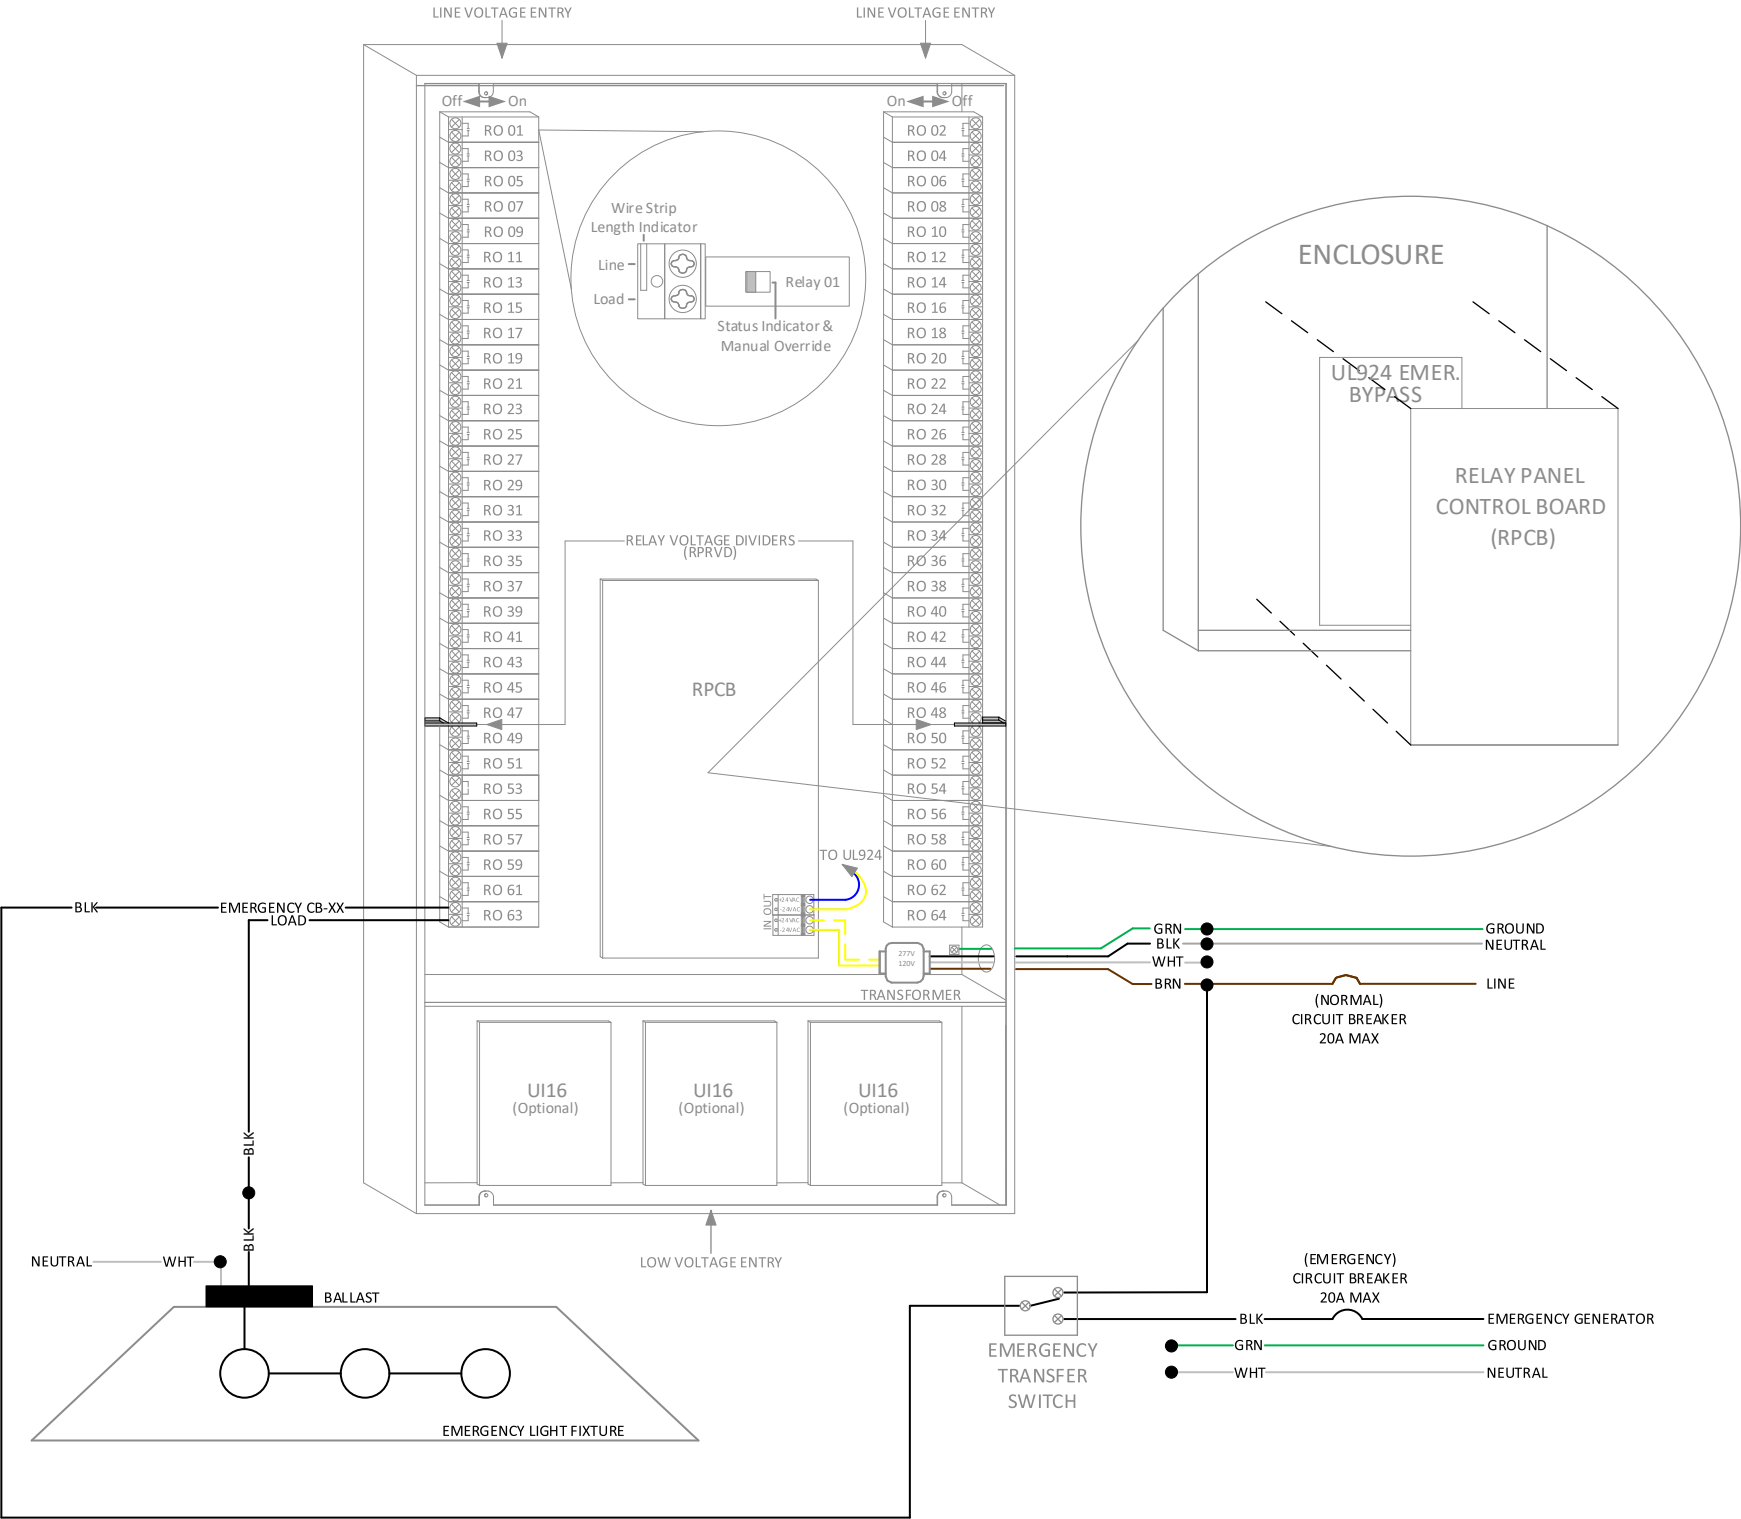 LINE VOLTAGE ENTRY
LINE VOLTAGE ENTRY
Off On
On Off
RO 01
RO 03
RO 05
RO 07
RO 09
RO 11
RO 13
RO 15
RO 17
RO 19
RO 21
RO 23
RO 25
RO 27
RO 29
RO 31
RO 33
RO 35
RO 37
RO 39
RO 41
RO 43
RO 45
RO 47
RO 49
RO 51
RO 53
RO 55
RO 57
RO 59
RO 61
RO 63
Wire Strip
Length Indicator
Line
Load
Relay 01
Status Indicator &
Manual Override
RELAY VOLTAGE DIVIDERS
(RPRVD)
RPCB
RO 02
RO 04
RO 06
RO 08
RO 10
RO 12
RO 14
RO 16
RO 18
RO 20
RO 22
RO 24
RO 26
RO 28
RO 30
RO 32
RO 34
RO 36
RO 38
RO 40
RO 42
RO 44
RO 46
RO 48
RO 50
RO 52
RO 54
RO 56
RO 58
RO 60
RO 62
RO 64
ENCLOSURE
UL924 EMER.
BYPASS
RELAY PANEL
CONTROL BOARD
(RPCB)
TO UL924
IN OUT
+24VAC
-24VAC
+24VAC
-24VAC
277V
120V
TRANSFORMER
BLK
EMERGENCY CB-XX
LOAD
GRN
GROUND
BLK
NEUTRAL
WHT
BRN
LINE
(NORMAL)
CIRCUIT BREAKER
20A MAX
UI16
(Optional)
UI16
(Optional)
UI16
(Optional)
LOW VOLTAGE ENTRY
BLK
BLK
NEUTRAL
WHT
BALLAST
EMERGENCY LIGHT FIXTURE
EMERGENCY
TRANSFER
SWITCH
(EMERGENCY)
CIRCUIT BREAKER
20A MAX
BLK
EMERGENCY GENERATOR
GRN
GROUND
WHT
NEUTRAL